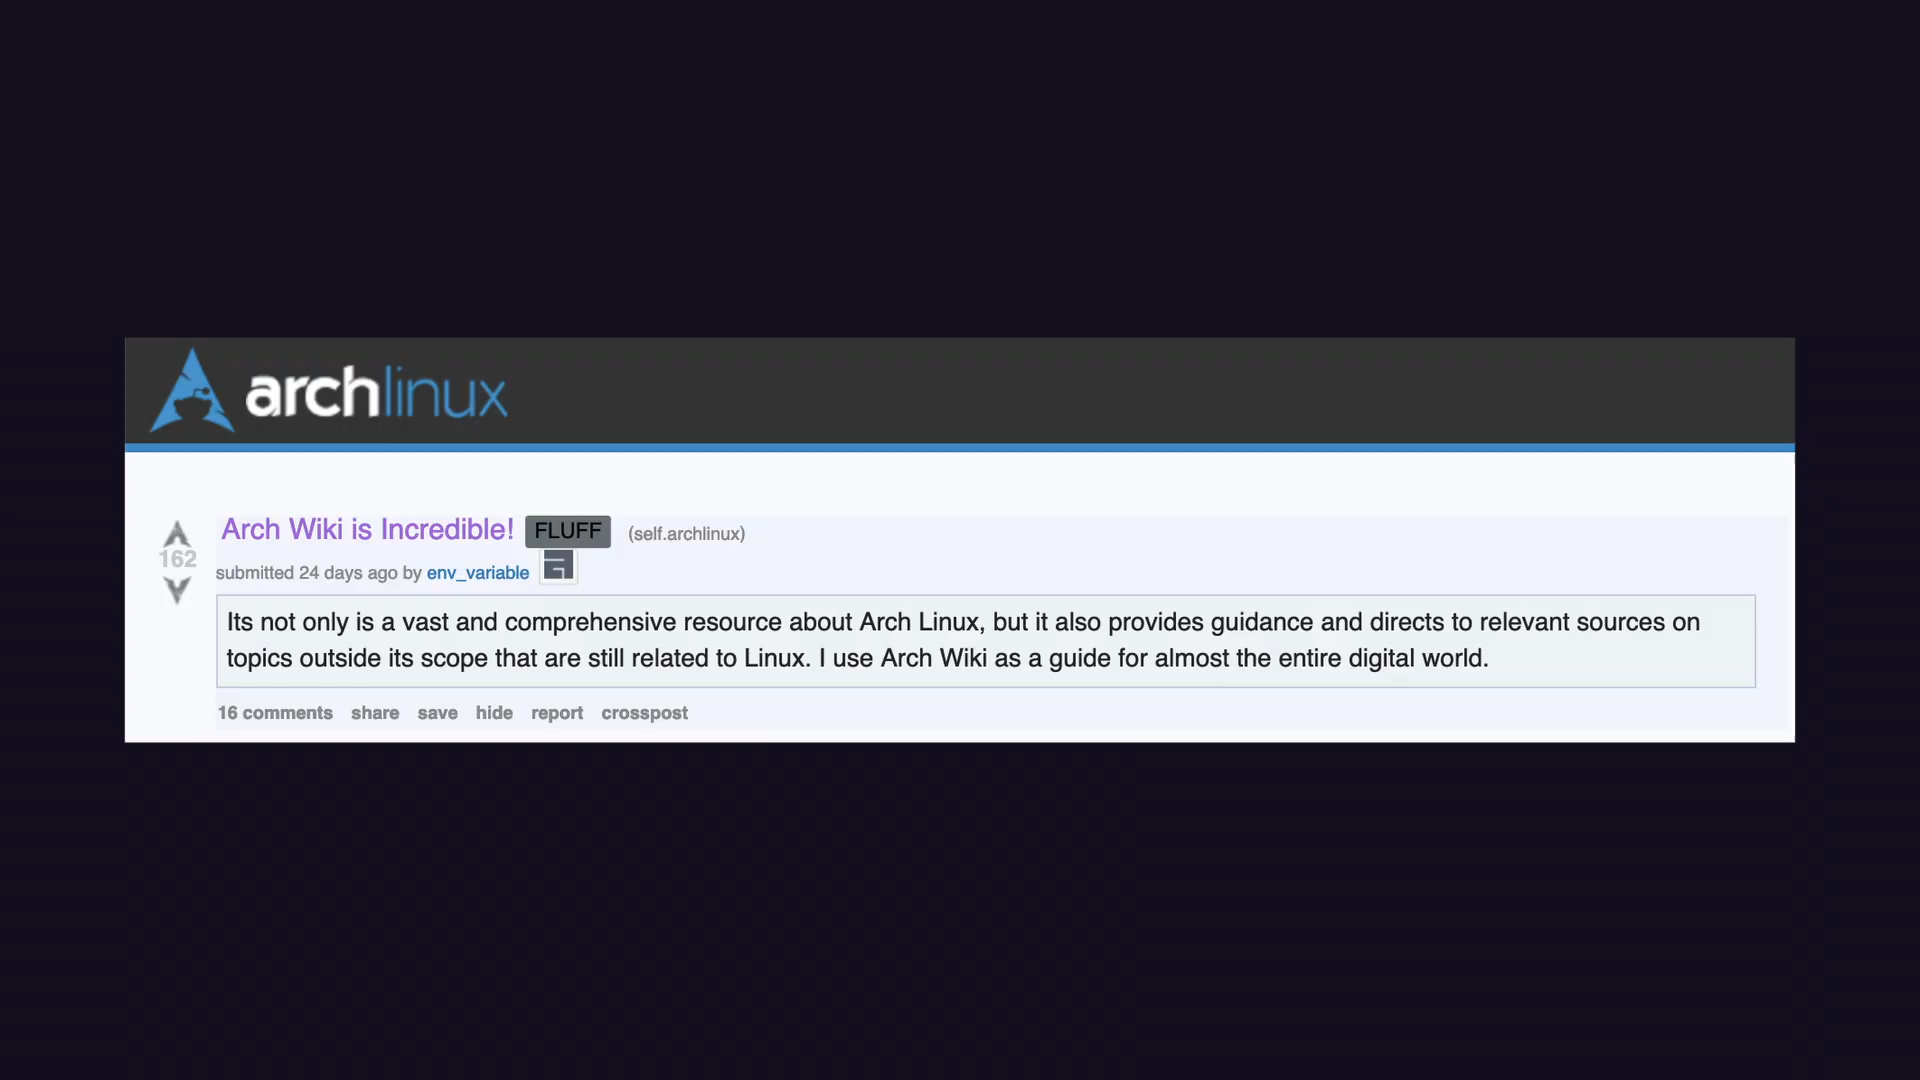 archlinux
Arch Wiki is Incredible! FLUFF (self.archlinux)
162
submitted 24 days ago by env_variable
Its not only is a vast and comprehensive resource about Arch Linux, but it also provides guidance and directs to relevant sources on
topics outside its scope that are still related to Linux. I use Arch Wiki as a guide for almost the entire digital world.
16 comments share save hide report crosspost